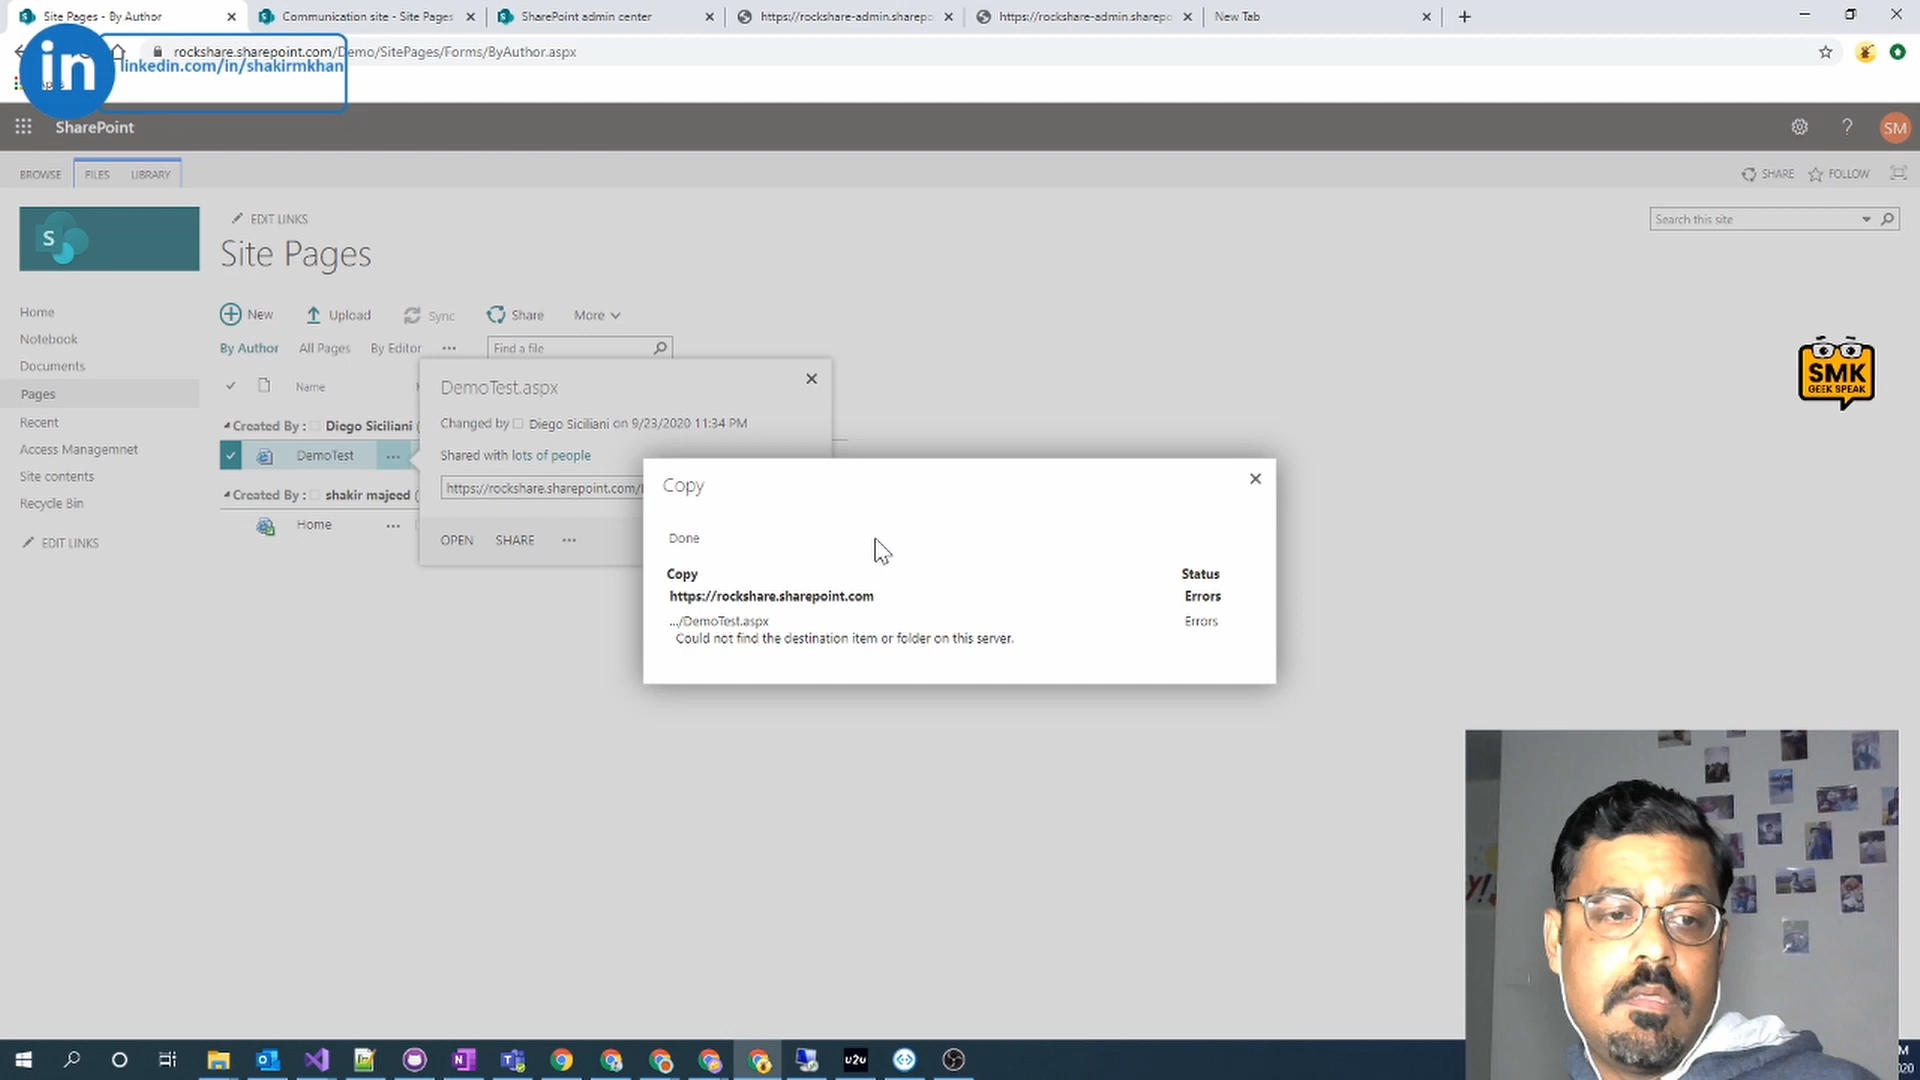 Site Pages - By Author
Communication site - Site Pages
SharePoint admin center
https://rockshare-admin.sharepo
https://rockshare-admin.sharepo
New Tab
in
linkedin.com/in/shakirmkhan
rockshare.sharepoint.com/Demo/SitePages/Forms/ByAuthor.aspx
SharePoint
SM
BROWSE
FILES
LIBRARY
SHARE
FOLLOW
S
EDIT LINKS
Site Pages
Search this site
Home
Notebook
Documents
Pages
Recent
Access Managemnet
Site contents
Recycle Bin
EDIT LINKS
New
Upload
Sync
Share
More
By Author
All Pages
By Editor
Find a file
Name
Created By :
Diego Siciliani (
DemoTest
Created By :
shakir majeed (
Home
DemoTest.aspx
Changed by
Diego Siciliani on 9/23/2020 11:34 PM
Shared with lots of people
https://rockshare.sharepoint.com/
OPEN
SHARE
Copy
Done
Copy
Status
https://rockshare.sharepoint.com
Errors
.../DemoTest.aspx
Errors
Could not find the destination item or folder on this server.
SMK
GEEK SPEAK
u2u